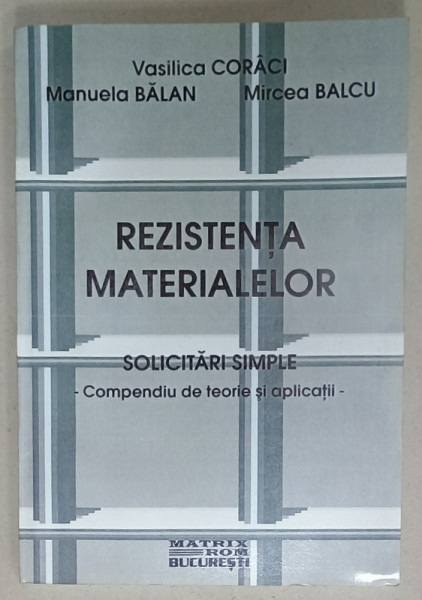 Vasilica CORÂCI
Manuela BĂLAN Mircea BALCU
REZISTENȚA
MATERIALELOR
SOLICITĂRI SIMPLE
- Compendiu de teorie și aplicații -
MATRIX
ROM
BUCUREȘTI